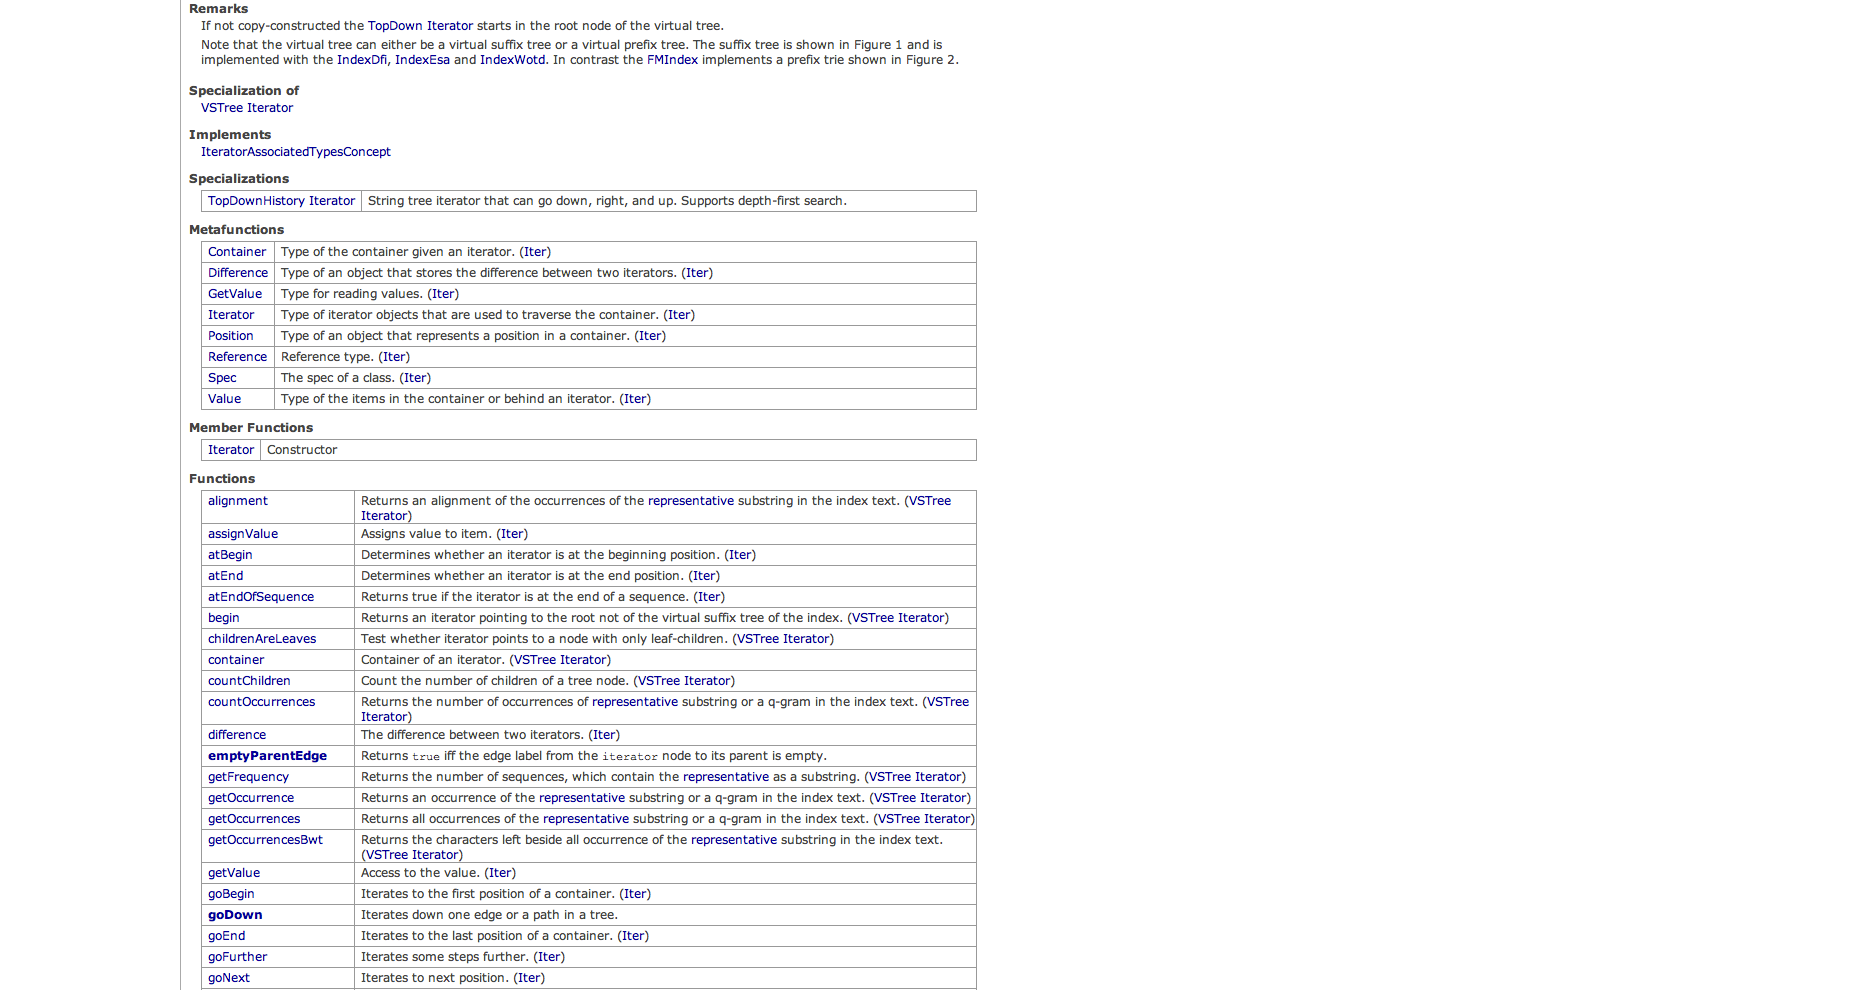 Remarks
If not copy-constructed the TopDown Iterator starts in the root node of the virtual tree.
Note that the virtual tree can either be a virtual suffix tree or a virtual prefix tree. The suffix tree is shown in Figure 1 and is
implemented with the IndexDfi, IndexEsa and IndexWotd. In contrast the FMIndex implements a prefix trie shown in Figure 2.
Specialization of
VSTree Iterator
Implements
IteratorAssociatedTypesConcept
Specializations
TopDownHistory Iterator String tree iterator that can go down, right, and up. Supports depth-first search.
Metafunctions
Container Type of the container given an iterator. (Iter)
Difference Type of an object that stores the difference between two iterators. (Iter)
GetValue Type for reading values. (Iter)
Iterator Type of iterator objects that are used to traverse the container. (Iter)
Position Type of an object that represents a position in a container. (Iter)
Reference Reference type. (Iter)
Spec The spec of a class. (Iter)
Value Type of the items in the container or behind an iterator. (Iter)
Member Functions
Iterator Constructor
Functions
alignment Returns an alignment of the occurrences of the representative substring in the index text. (VSTree
Iterator)
assignValue Assigns value to item. (Iter)
atBegin Determines whether an iterator is at the beginning position. (Iter)
atEnd Determines whether an iterator is at the end position. (Iter)
atEndOfSequence Returns true if the iterator is at the end of a sequence. (Iter)
begin Returns an iterator pointing to the root not of the virtual suffix tree of the index. (VSTree Iterator)
childrenAreLeaves Test whether iterator points to a node with only leaf-children. (VSTree Iterator)
container Container of an iterator. (VSTree Iterator)
countChildren Count the number of children of a tree node. (VSTree Iterator)
countOccurrences Returns the number of occurrences of representative substring or a q-gram in the index text. (VSTree
Iterator)
difference The difference between two iterators. (Iter)
emptyParentEdge Returns true iff the edge label from the iterator node to its parent is empty.
getFrequency Returns the number of sequences, which contain the representative as a substring. (VSTree Iterator)
getOccurrence Returns an occurrence of the representative substring or a q-gram in the index text. (VSTree Iterator)
getOccurrences Returns all occurrences of the representative substring or a q-gram in the index text. (VSTree Iterator)
getOccurrencesBwt Returns the characters left beside all occurrence of the representative substring in the index text.
(VSTree Iterator)
getValue Access to the value. (Iter)
goBegin Iterates to the first position of a container. (Iter)
goDown Iterates down one edge or a path in a tree.
goEnd Iterates to the last position of a container. (Iter)
goFurther Iterates some steps further. (Iter)
goNext Iterates to next position. (Iter)